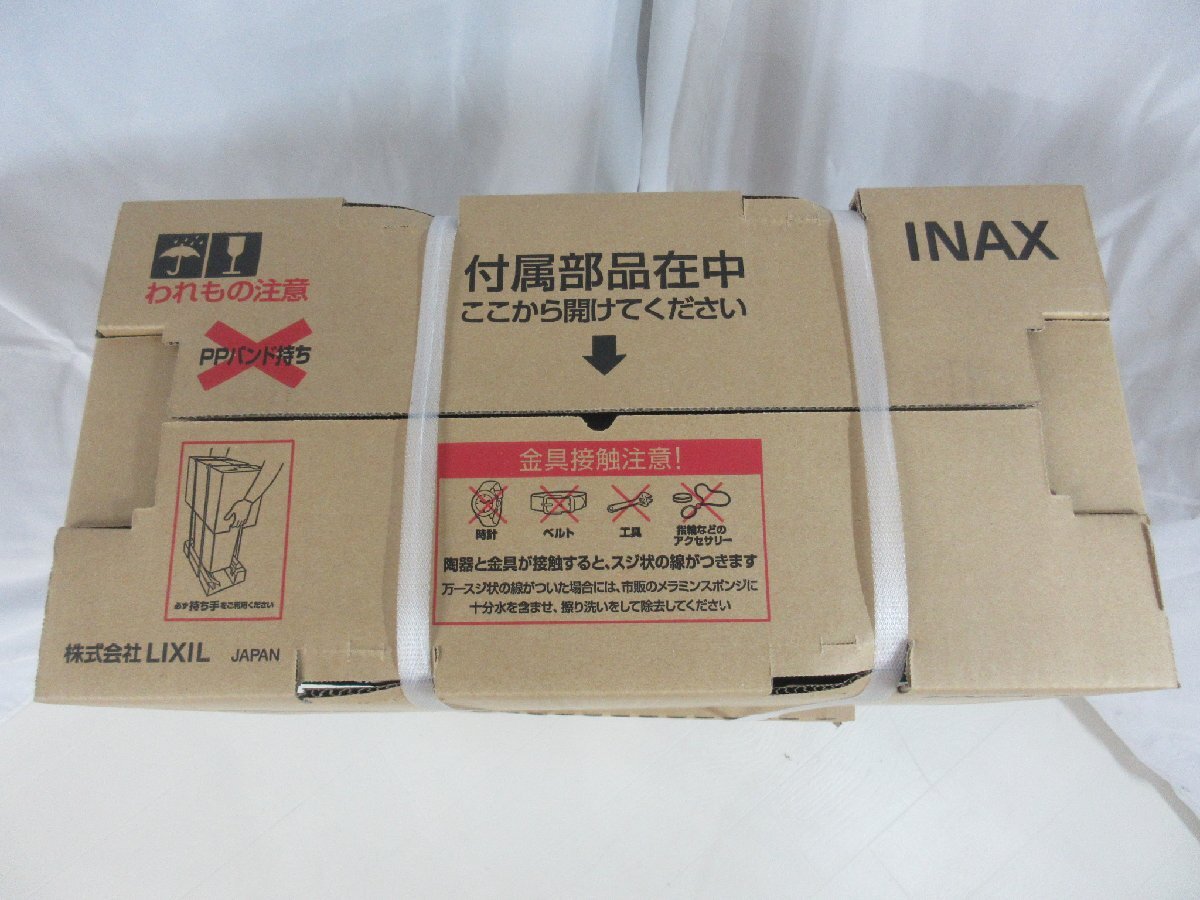 われもの注意
PPバンド持ち
付属部品在中
ここから開けてください
INAX
必ず持ち手をご利用ください
株式会社LIXIL JAPAN
金具接触注意!
時計
ベルト
工具
指輪などの
アクセサリー
陶器と金具が接触すると、スジ状の線がつきます
万一スジ状の線がついた場合には、市販のメラミンスポンジに
十分水を含ませ、擦り洗いをして除去してください